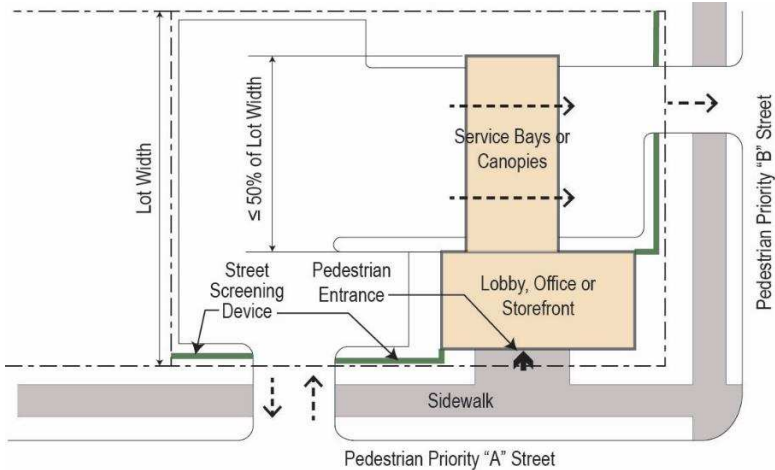 Lot Width
≤ 50% of Lot Width
Service Bays or
Canopies
Pedestrian Priority "B" Street
Street
Screening
Device
Pedestrian
Entrance
Lobby, Office or
Storefront
Sidewalk
Pedestrian Priority "A" Street